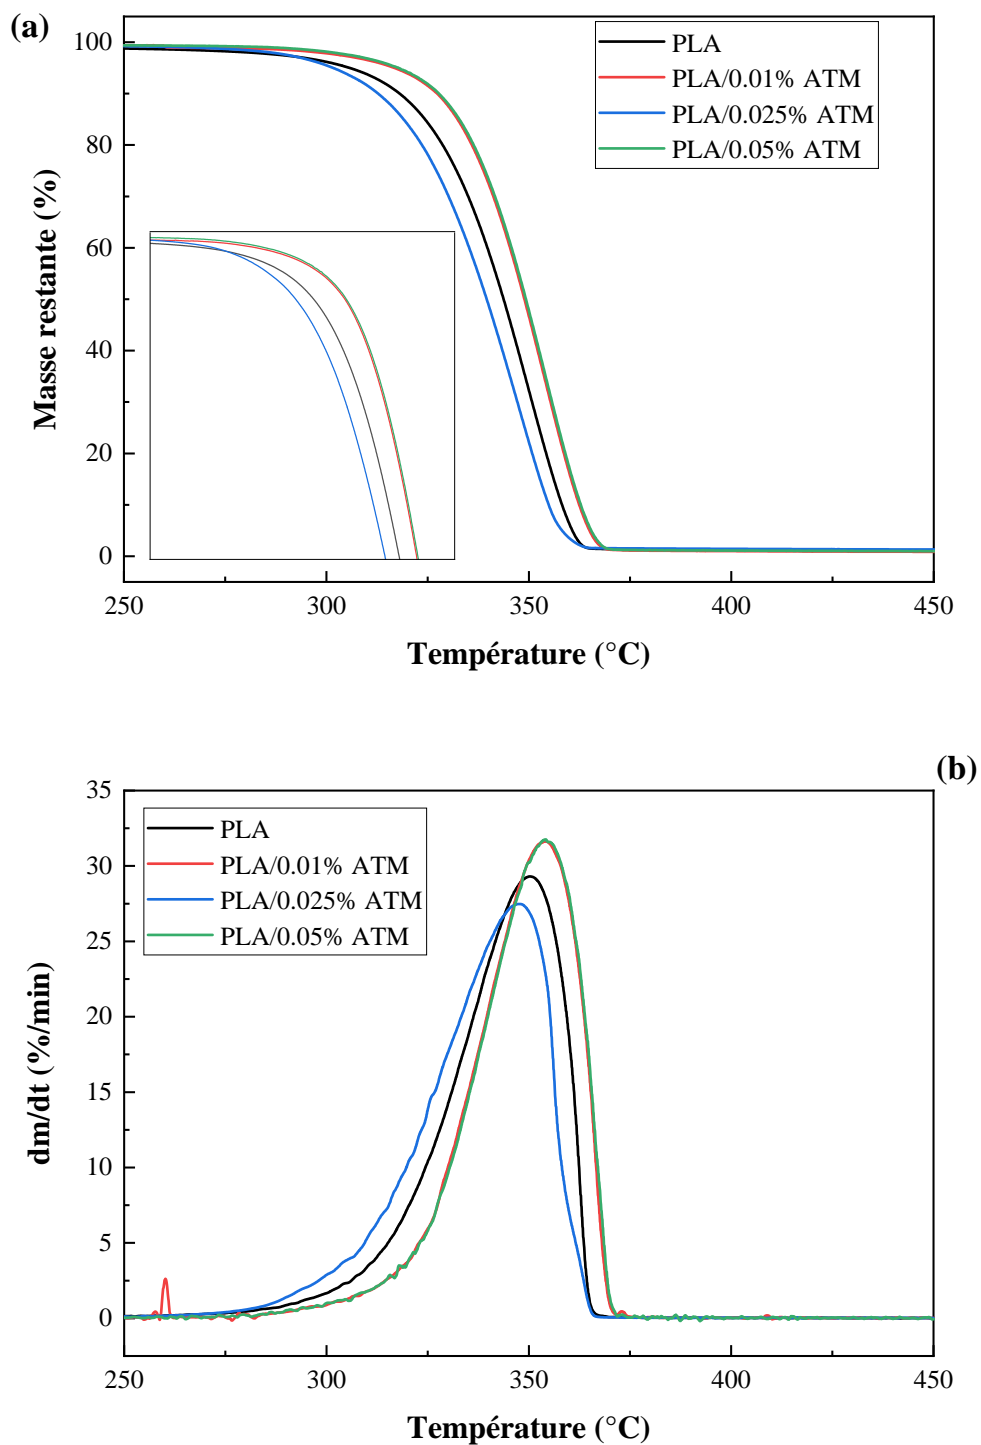 (a)
100
80
60
40
20
0
Masse restante (%)
PLA
PLA/0.01% ATM
PLA/0.025% ATM
PLA/0.05% ATM
250
300
350
400
450
Température (°C)
(b)
35
30
25
20
15
10
5
0
dm/dt (%/min)
PLA
PLA/0.01% ATM
PLA/0.025% ATM
PLA/0.05% ATM
250
300
350
400
450
Température (°C)